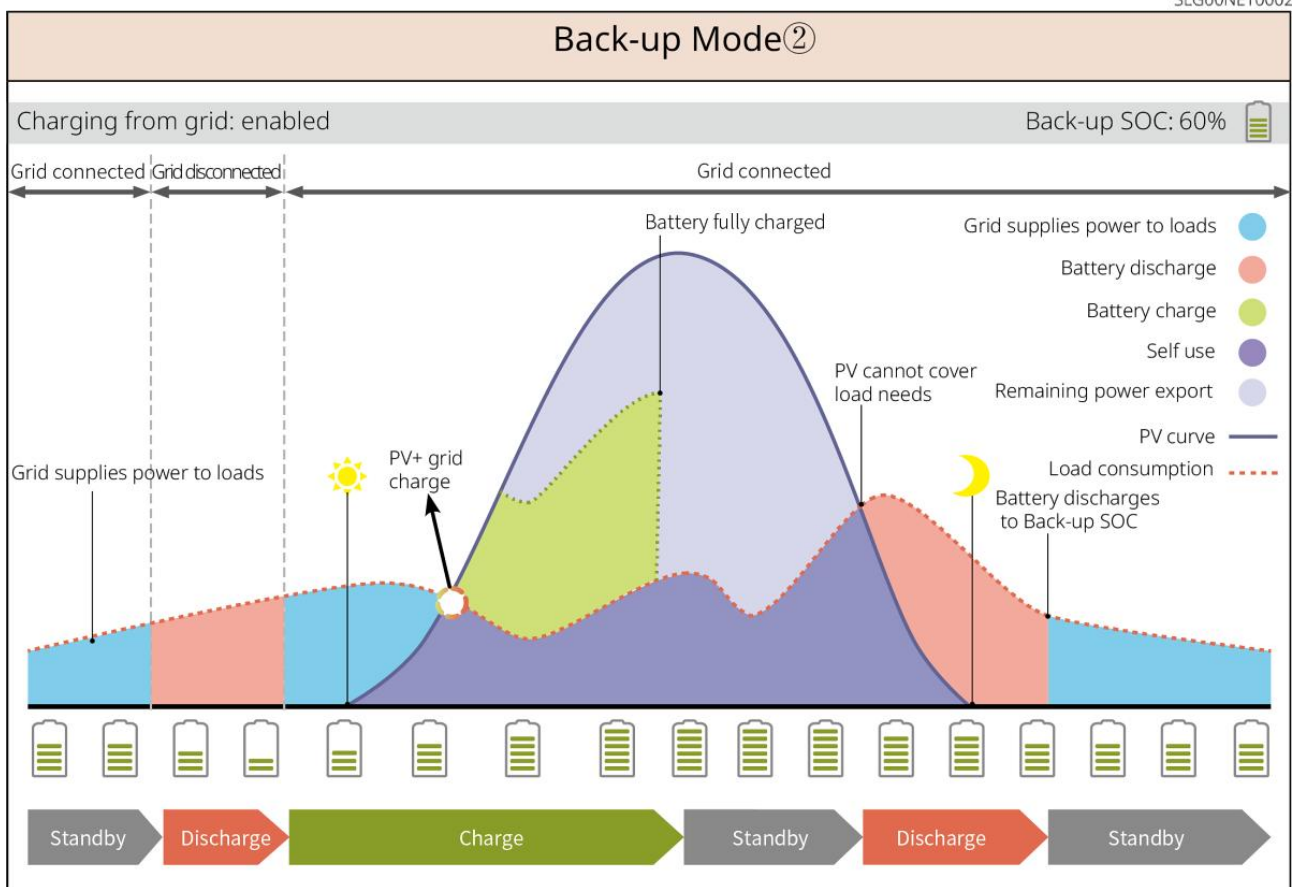 Back-up Mode②
Charging from grid: enabled
Back-up SOC: 60%
Grid connected
Grid disconnected
Grid connected
Battery fully charged
Grid supplies power to loads
Battery discharge
Battery charge
Self use
Remaining power export
PV curve
Load consumption
PV cannot cover
load needs
PV+ grid
charge
Grid supplies power to loads
Battery discharges
to Back-up SOC
Standby
Discharge
Charge
Standby
Discharge
Standby